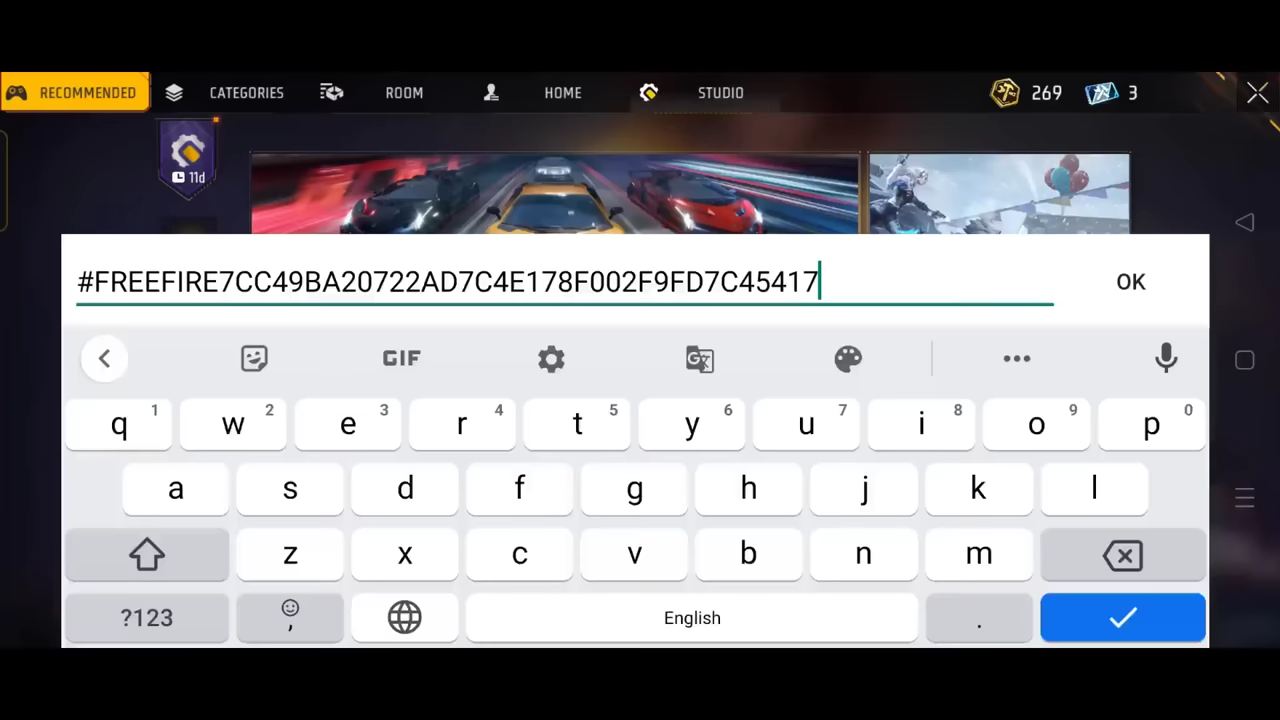 RECOMMENDED CATEGORIES ROOM HOME STUDIO 269 3
11d
#FREEFIRE7CC49BA20722AD7C4E178F002F9FD7C45417 OK
GIF
q 1 w 2 e 3 r 4 t 5 y 6 u 7 i 8 o 9 p 0
a s d f g h j k l
z x c v b n m
?123 , English .